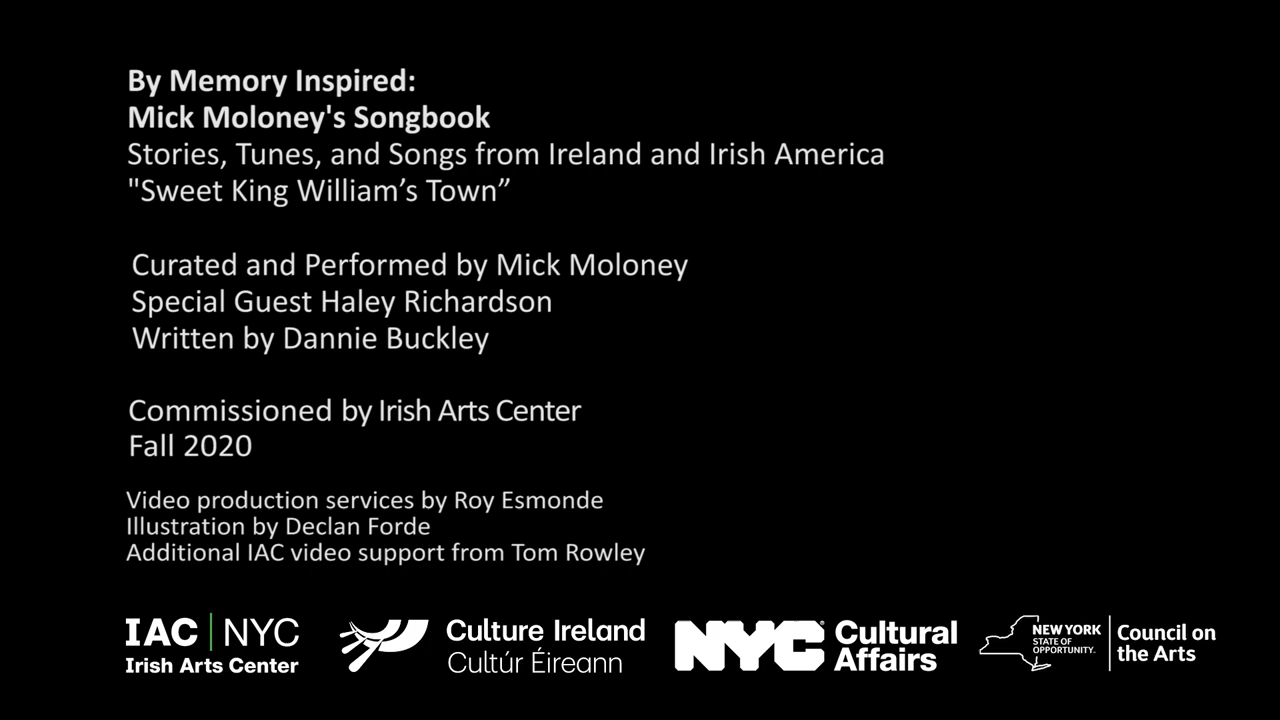 By Memory Inspired:
Mick Moloney's Songbook
Stories, Tunes, and Songs from Ireland and Irish America
"Sweet King William’s Town”
Curated and Performed by Mick Moloney
Special Guest Haley Richardson
Written by Dannie Buckley
Commissioned by Irish Arts Center
Fall 2020
Video production services by Roy Esmonde
Illustration by Declan Forde
Additional IAC video support from Tom Rowley
IAC | NYC
Irish Arts Center
Culture Ireland
Cultúr Éireann
NYC Cultural
Affairs
NEW YORK
STATE OF
OPPORTUNITY.
Council on
the Arts